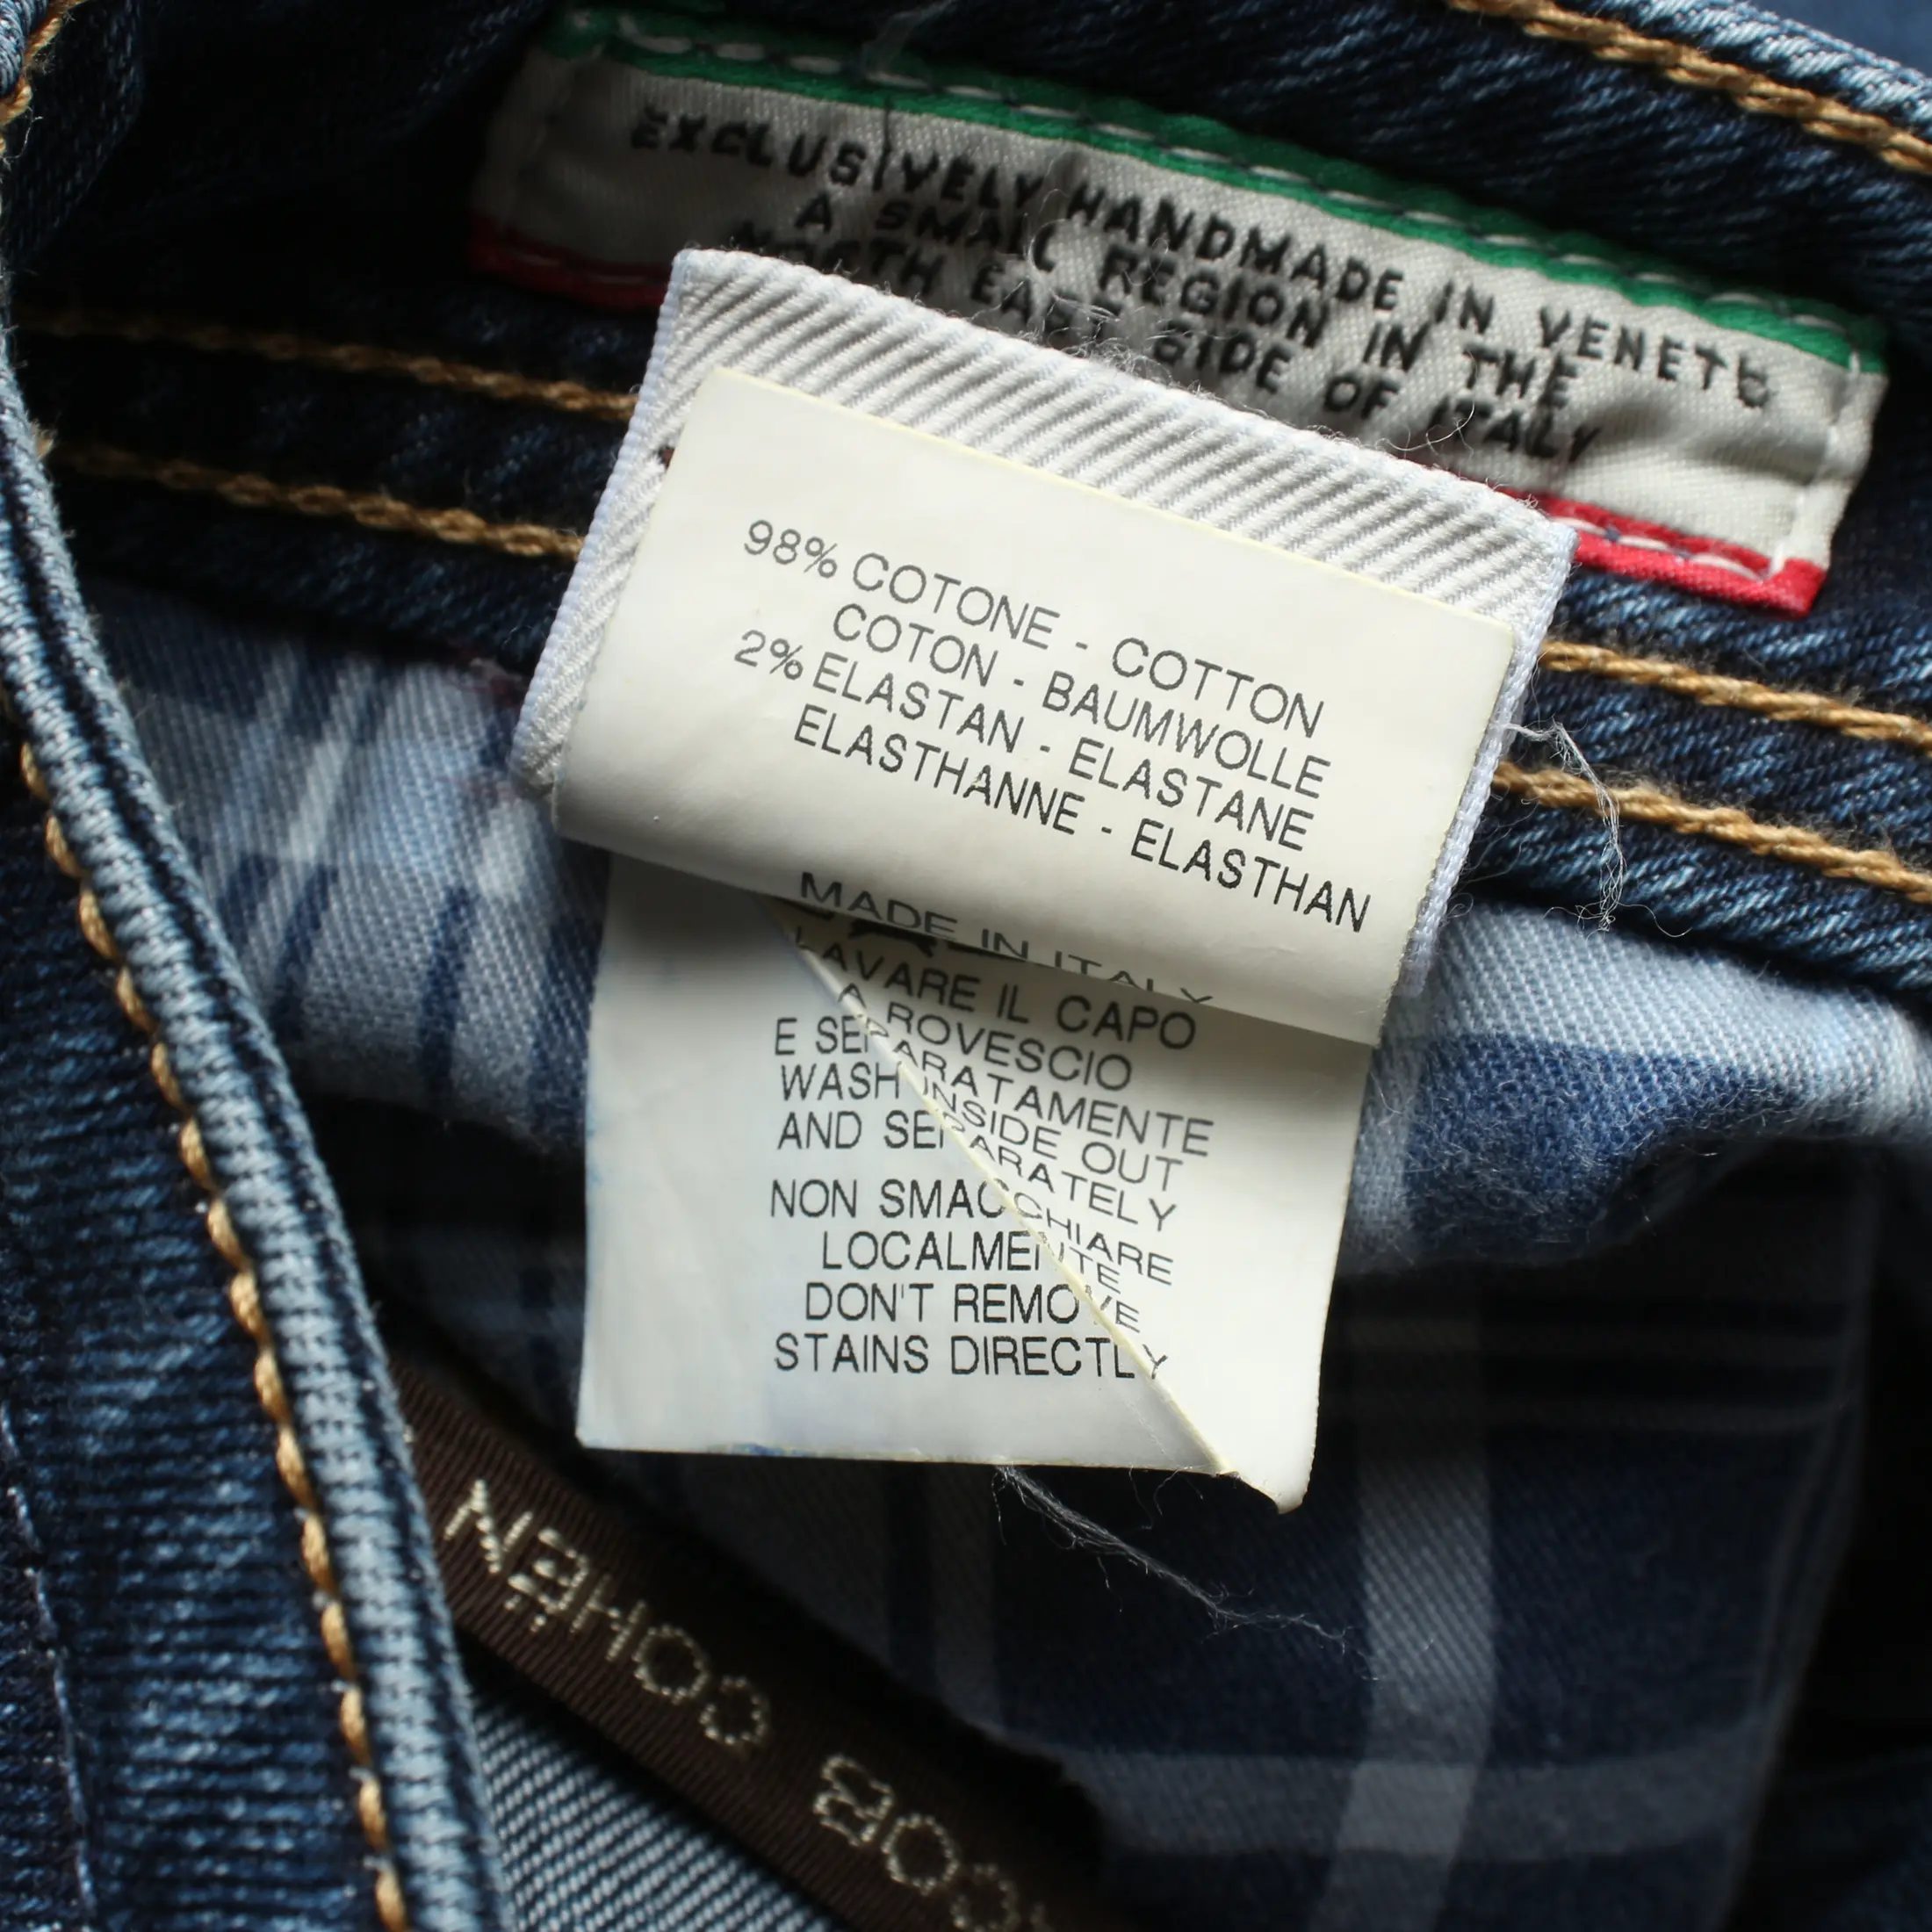 EXCLUSIVELY HANDMADE IN VENETO
A SMALL REGION IN THE
NORTH EAST SIDE OF ITALY
98% COTONE - COTTON
COTON - BAUMWOLLE
2% ELASTAN - ELASTANE
ELASTHANNE - ELASTHAN
MADE IN ITALY
LAVARE IL CAPO
A ROVESCIO
E SEPARATAMENTE
WASH INSIDE OUT
AND SEPARATELY
NON SMACCHIARE
LOCALMENTE
DON'T REMOVE
STAINS DIRECTLY
COB COHEN